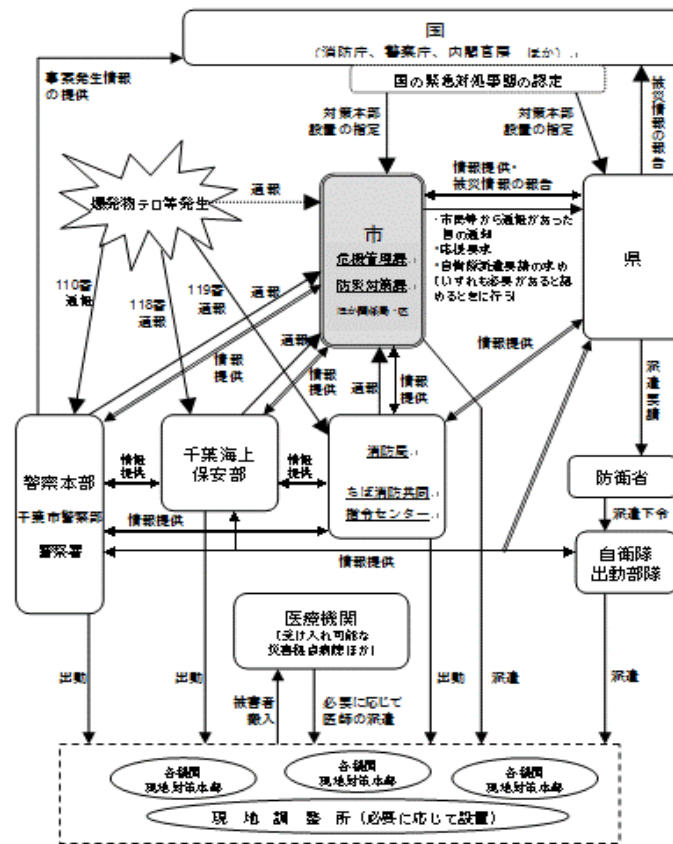 国
（消防庁、警察庁、内閣官房 ほか）
国の緊急対処事態の認定
事案発生情報
の提供
対策本部
設置の指定
対策本部
設置の指定
被災情報の報告
爆発物テロ等発生
通報
市
危機管理課
防災対策課
ほか関係局・区
情報提供・
被災情報の報告
・市民等から通報があった
旨の通知
・応援要求
・自衛隊派遣要請の求め
（いずれも必要があると認
めるときに行う）
県
110番
通報
118番
通報
119番
通報
通報
情報
提供
通報
情報
提供
通報
情報
提供
情報提供
派遣要請
警察本部
千葉市警察部
警察署
情報
提供
千葉海上
保安部
情報
提供
消防局
ちば消防共同
指令センター
情報提供
防衛省
派遣下令
自衛隊
出動部隊
情報提供
医療機関
（受け入れ可能な
災害拠点病院ほか）
出動
出動
被害者
搬入
必要に応じて
医師の派遣
出動
派遣
派遣
各機関
現地対策本部
各機関
現地対策本部
各機関
現地対策本部
現 地 調 整 所（必要に応じて設置）